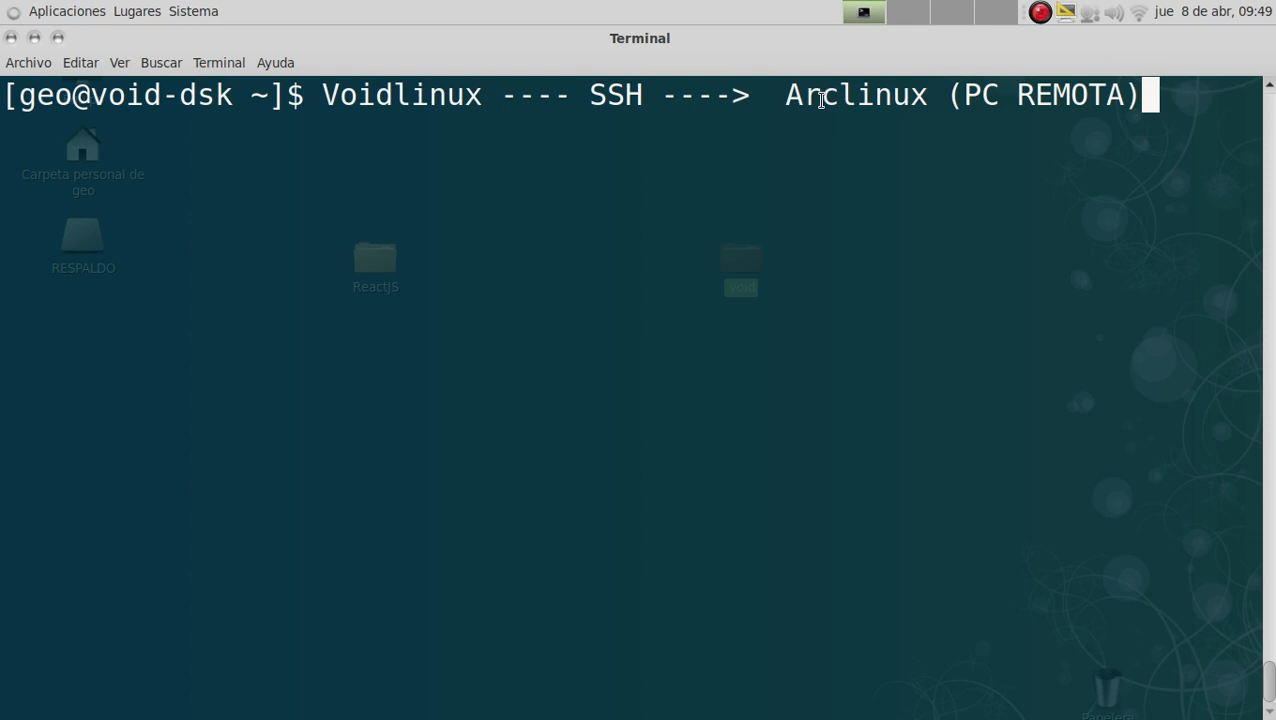 Aplicaciones Lugares Sistema
jue 8 de abr, 09:49
Terminal
Archivo Editar Ver Buscar Terminal Ayuda
[geo@void-dsk ~]$ Voidlinux ---- SSH ----> Arclinux (PC REMOTA)
Carpeta personal de
geo
RESPALDO
ReactJS
void
Papelera